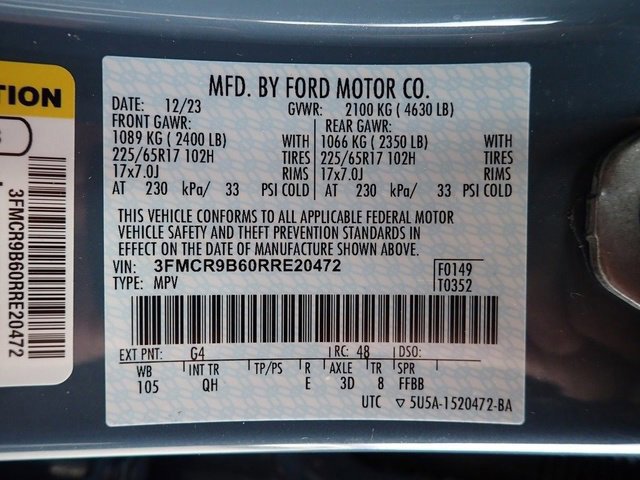 MFD. BY FORD MOTOR CO.
DATE: 12/23 GVWR: 2100 KG ( 4630 LB)
FRONT GAWR: REAR GAWR:
1089 KG ( 2400 LB) WITH 1066 KG ( 2350 LB) WITH
225/65R17 102H TIRES 225/65R17 102H TIRES
17x7.0J RIMS 17x7.0J RIMS
AT 230 kPa/ 33 PSI COLD AT 230 kPa/ 33 PSI COLD
THIS VEHICLE CONFORMS TO ALL APPLICABLE FEDERAL MOTOR
VEHICLE SAFETY AND THEFT PREVENTION STANDARDS IN
EFFECT ON THE DATE OF MANUFACTURE SHOWN ABOVE.
VIN: 3FMCR9B60RRE20472 F0149
TYPE: MPV T0352
EXT PNT: G4 RC: 48 DSO:
WB INT TR TP/PS R AXLE TR SPR
105 QH E 3D 8 FFBB
UTC ▽ 5U5A-1520472-BA
TION
3FMCR9B60RRE20472